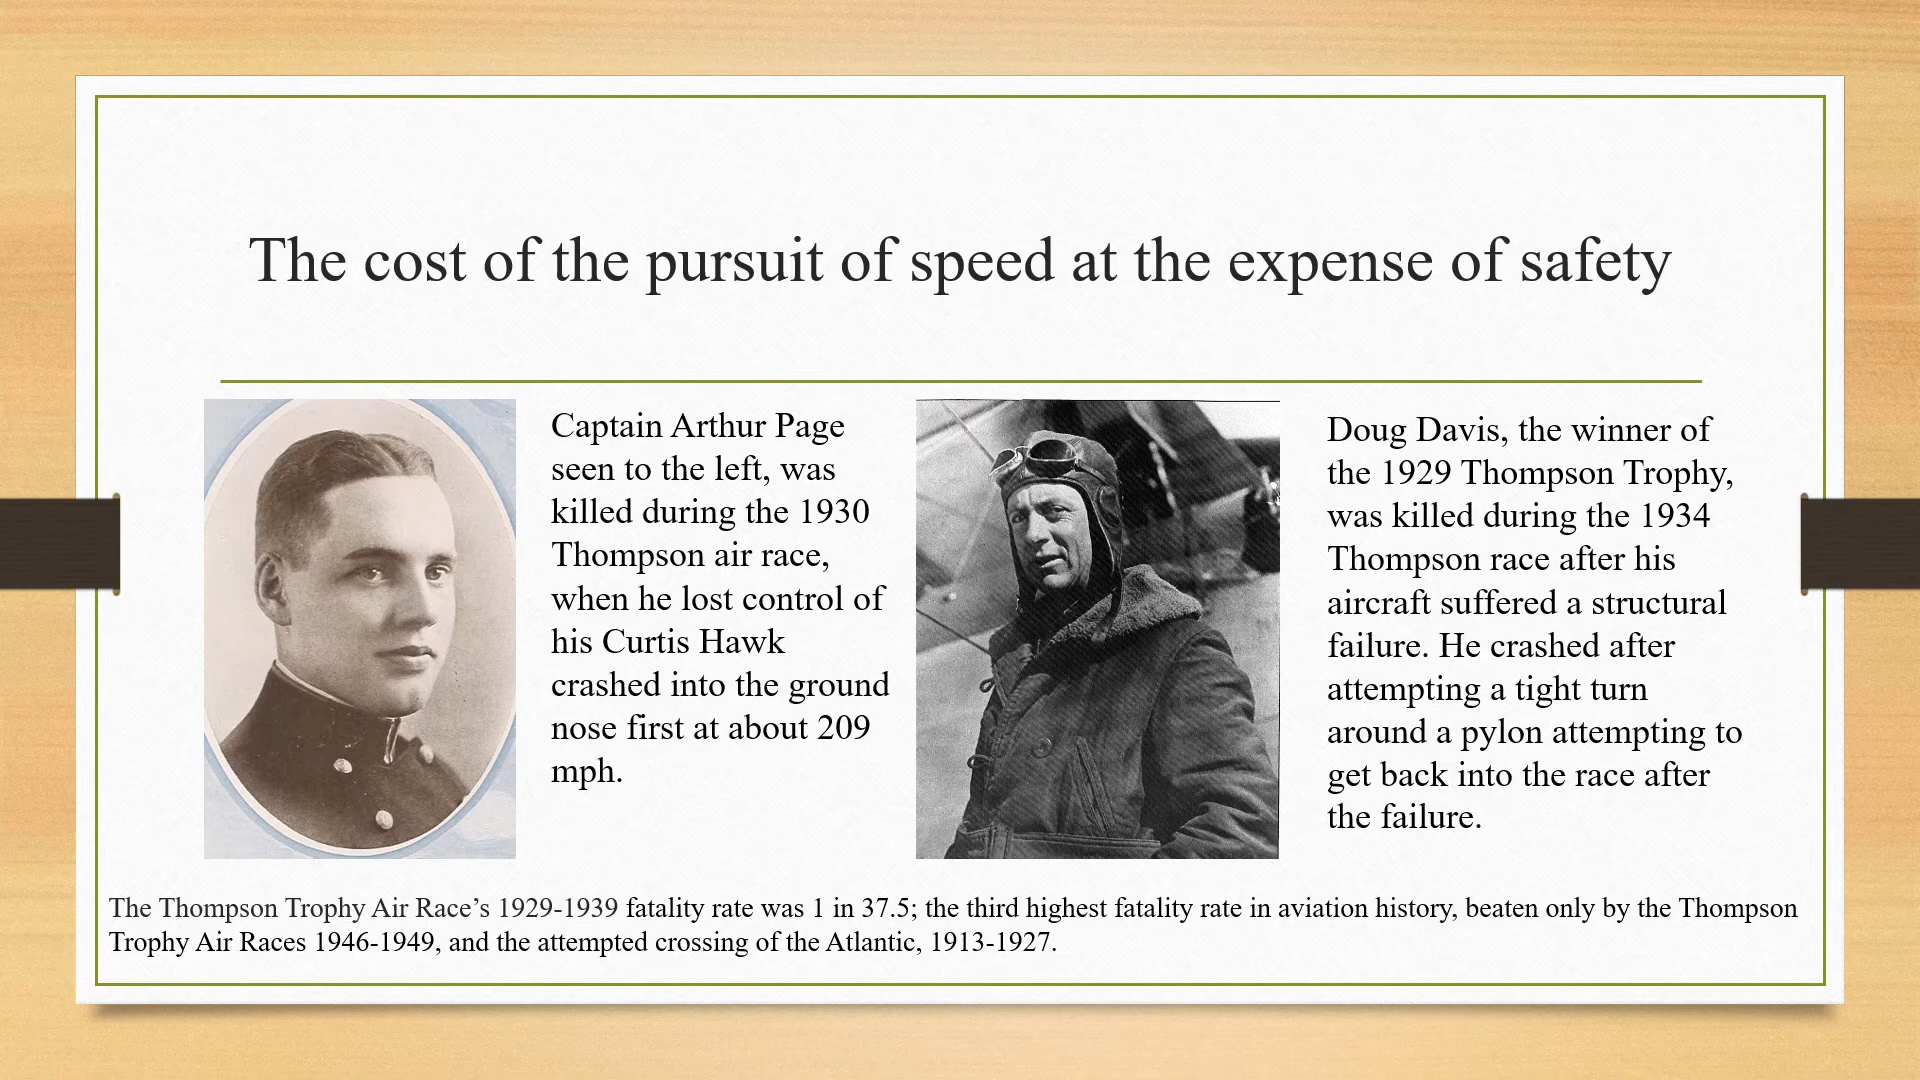 The cost of the pursuit of speed at the expense of safety
Captain Arthur Page
seen to the left, was
killed during the 1930
Thompson air race,
when he lost control of
his Curtis Hawk
crashed into the ground
nose first at about 209
mph.
Doug Davis, the winner of
the 1929 Thompson Trophy,
was killed during the 1934
Thompson race after his
aircraft suffered a structural
failure. He crashed after
attempting a tight turn
around a pylon attempting to
get back into the race after
the failure.
The Thompson Trophy Air Race’s 1929-1939 fatality rate was 1 in 37.5; the third highest fatality rate in aviation history, beaten only by the Thompson
Trophy Air Races 1946-1949, and the attempted crossing of the Atlantic, 1913-1927.